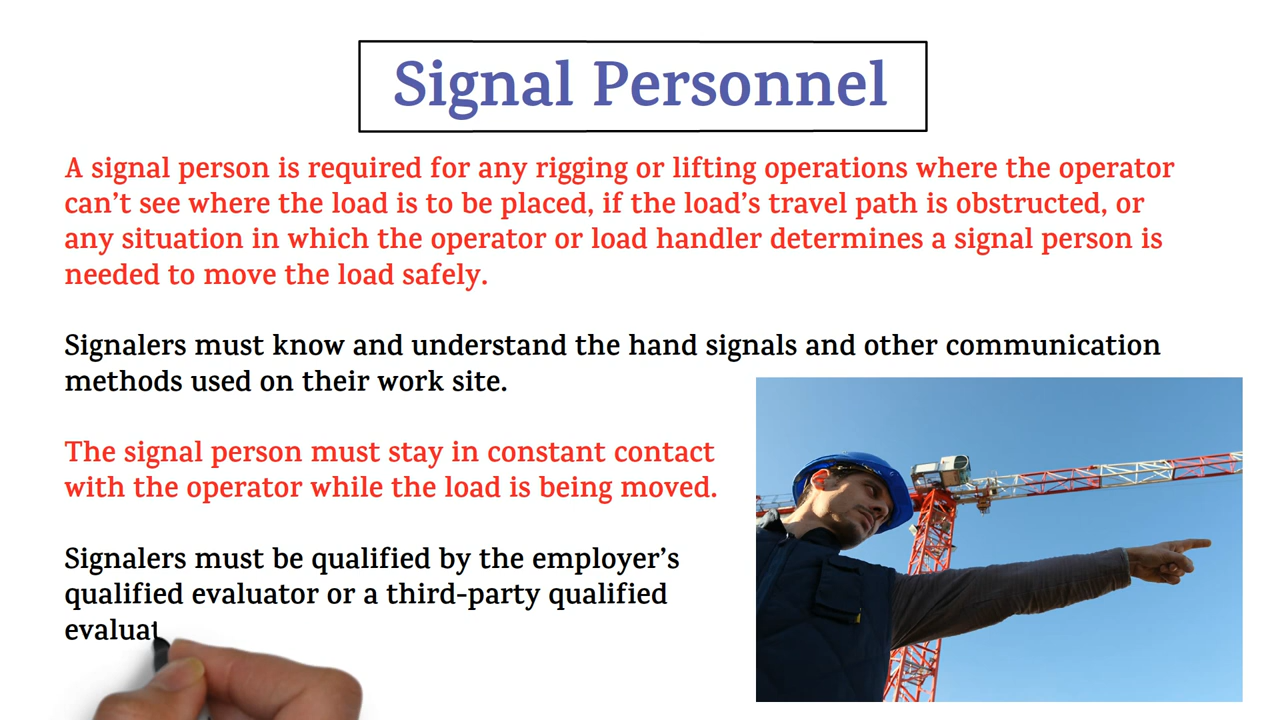 Signal Personnel
A signal person is required for any rigging or lifting operations where the operator
can’t see where the load is to be placed, if the load’s travel path is obstructed, or
any situation in which the operator or load handler determines a signal person is
needed to move the load safely.
Signalers must know and understand the hand signals and other communication
methods used on their work site.
The signal person must stay in constant contact
with the operator while the load is being moved.
Signalers must be qualified by the employer’s
qualified evaluator or a third-party qualified
evaluat